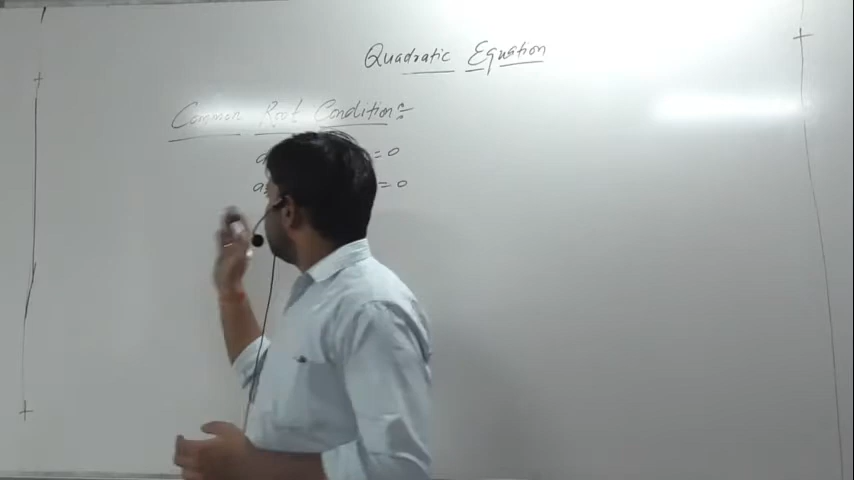 Quadratic Equation
Common Root Condition:-
a = 0
a = 0